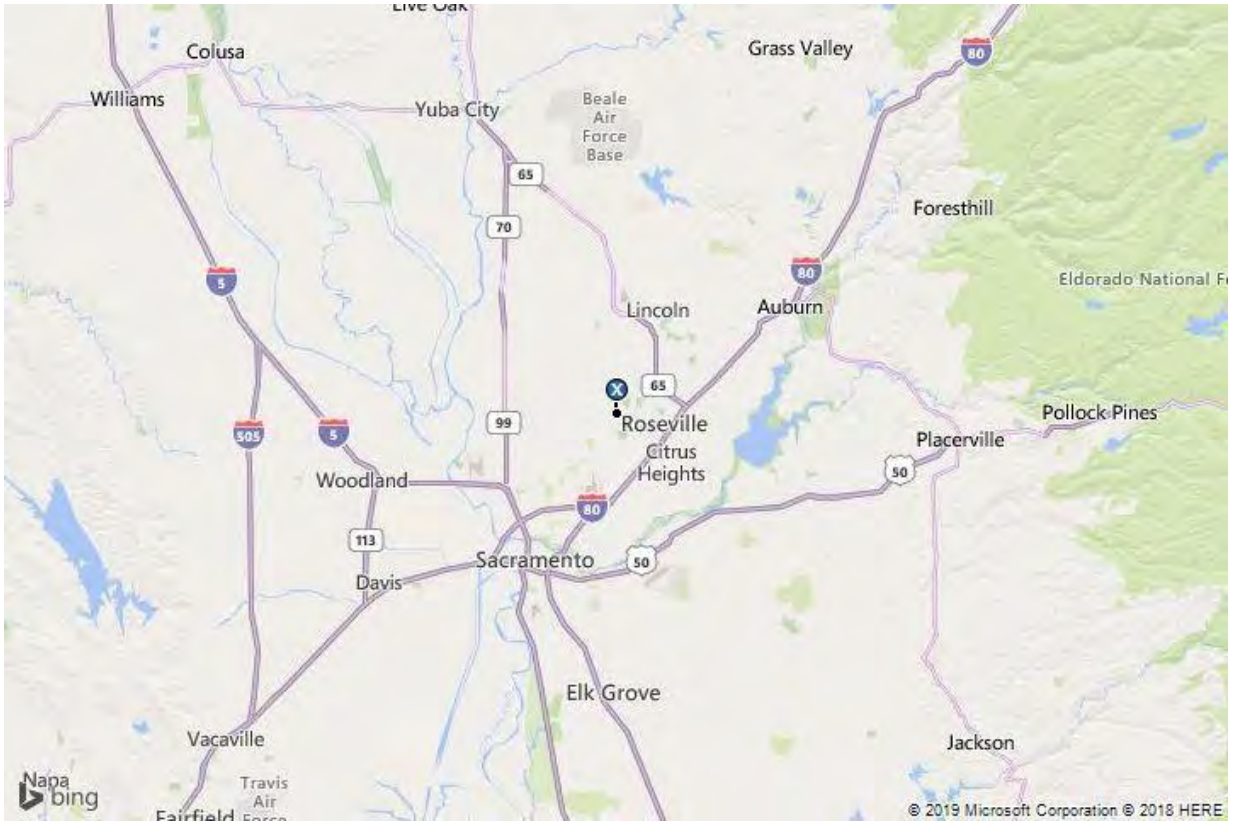 Live Oak
Colusa
Grass Valley
80
Williams
Yuba City
Beale
Air
Force
Base
65
Foresthill
70
5
80
Eldorado National F
Lincoln
Auburn
X
65
Roseville
Pollock Pines
99
505
5
Citrus
Heights
Placerville
50
Woodland
80
113
Sacramento
50
Davis
Elk Grove
Vacaville
Jackson
Napa
bing
Travis
Air
Force
Fairfield
© 2019 Microsoft Corporation © 2018 HERE